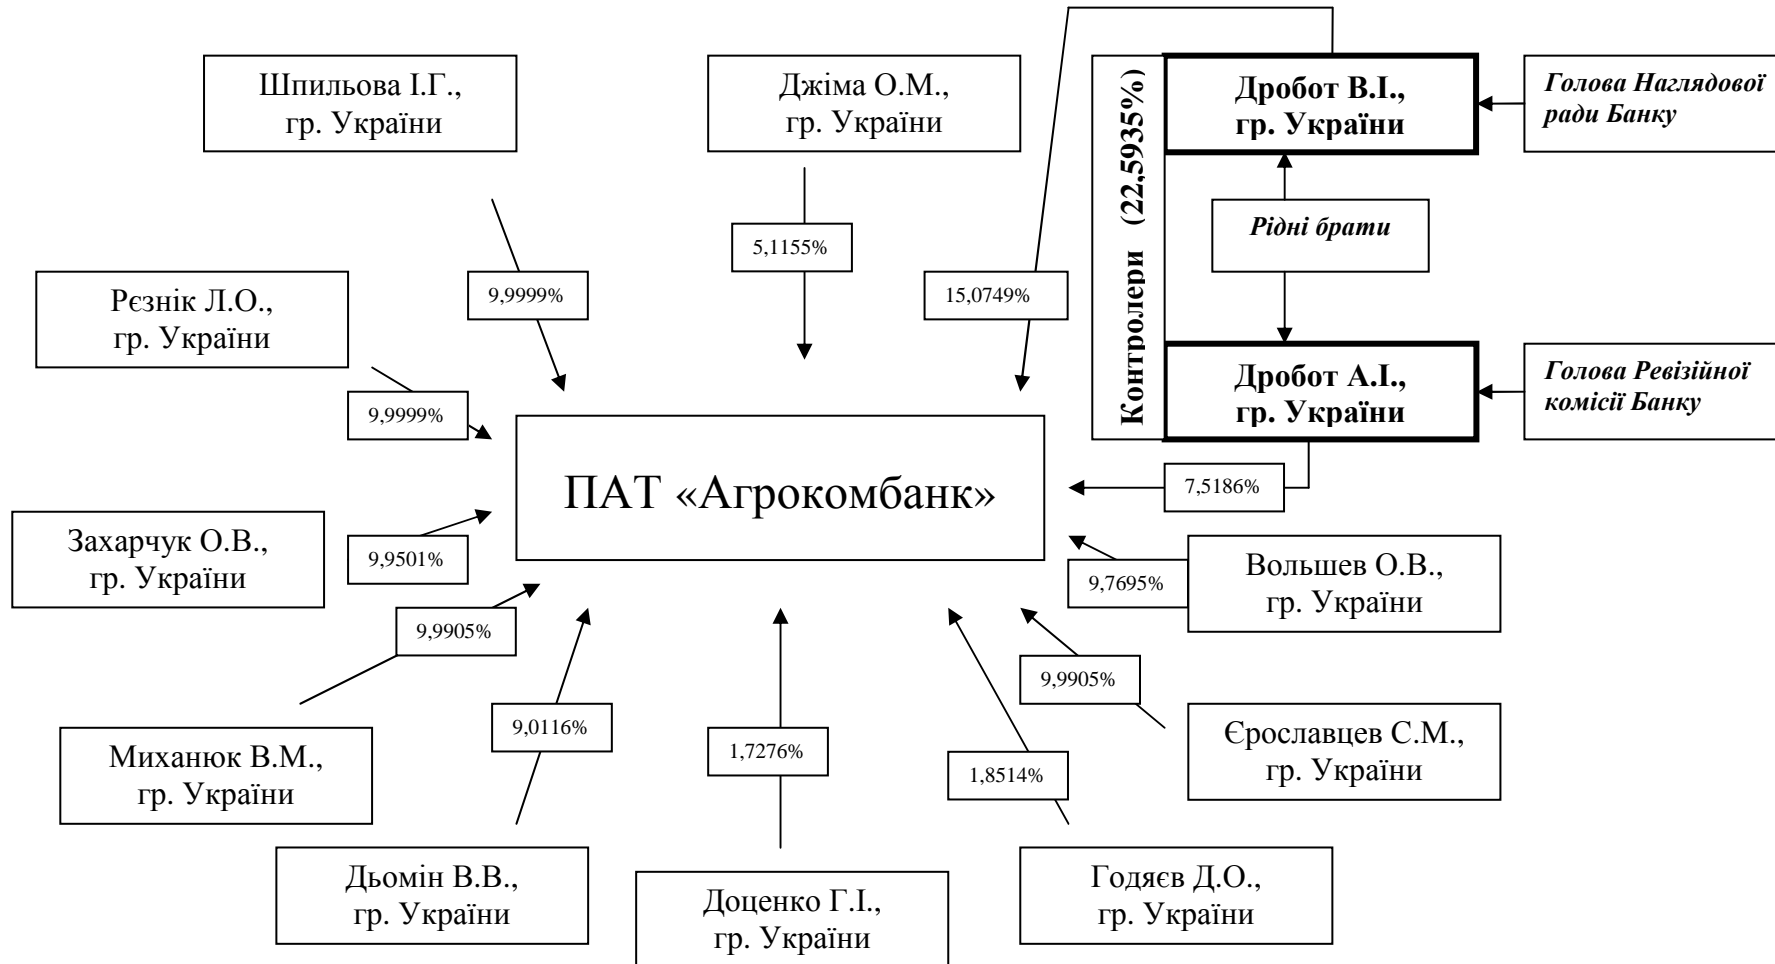 Шпильова І.Г.,
гр. України
Джіма О.М.,
гр. України
Контролери (22,5935%)
Дробот В.І.,
гр. України
Голова Наглядової
ради Банку
Рідні брати
5,1155%
9,9999%
15,0749%
Рєзнік Л.О.,
гр. України
9,9999%
Дробот А.І.,
гр. України
Голова Ревізійної
комісії Банку
ПАТ «Агрокомбанк»
7,5186%
Захарчук О.В.,
гр. України
9,9501%
9,7695%
Вольшев О.В.,
гр. України
9,9905%
9,9905%
9,0116%
1,7276%
1,8514%
Миханюк В.М.,
гр. України
Єрославцев С.М.,
гр. України
Дьомін В.В.,
гр. України
Доценко Г.І.,
гр. України
Годяєв Д.О.,
гр. України